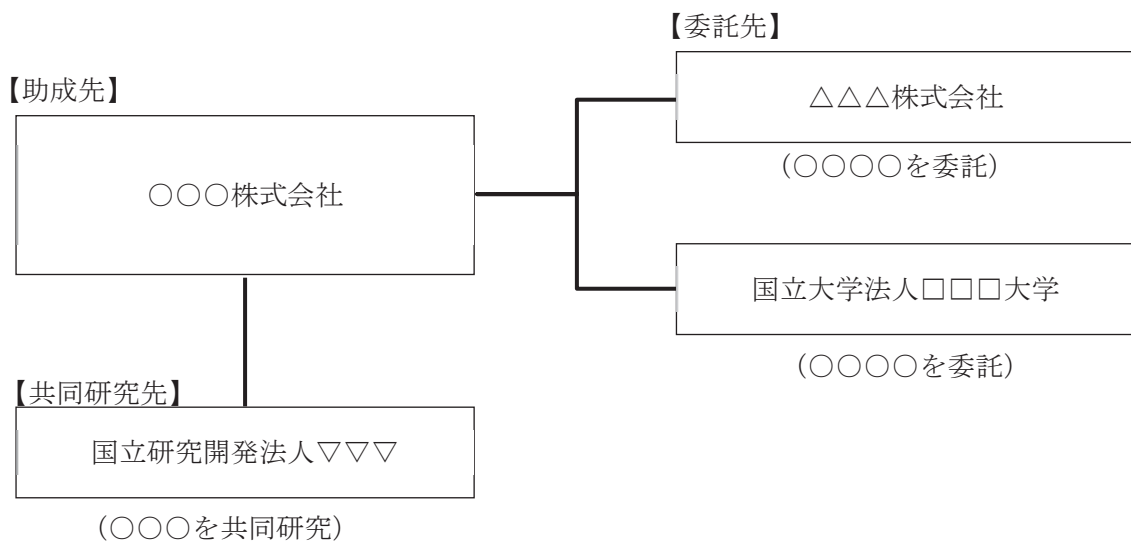 【委託先】
△△△株式会社
(○○○○を委託)
【助成先】
○○○株式会社
国立大学法人□□□大学
(○○○○を委託)
【共同研究先】
国立研究開発法人▽▽▽
(○○○を共同研究)